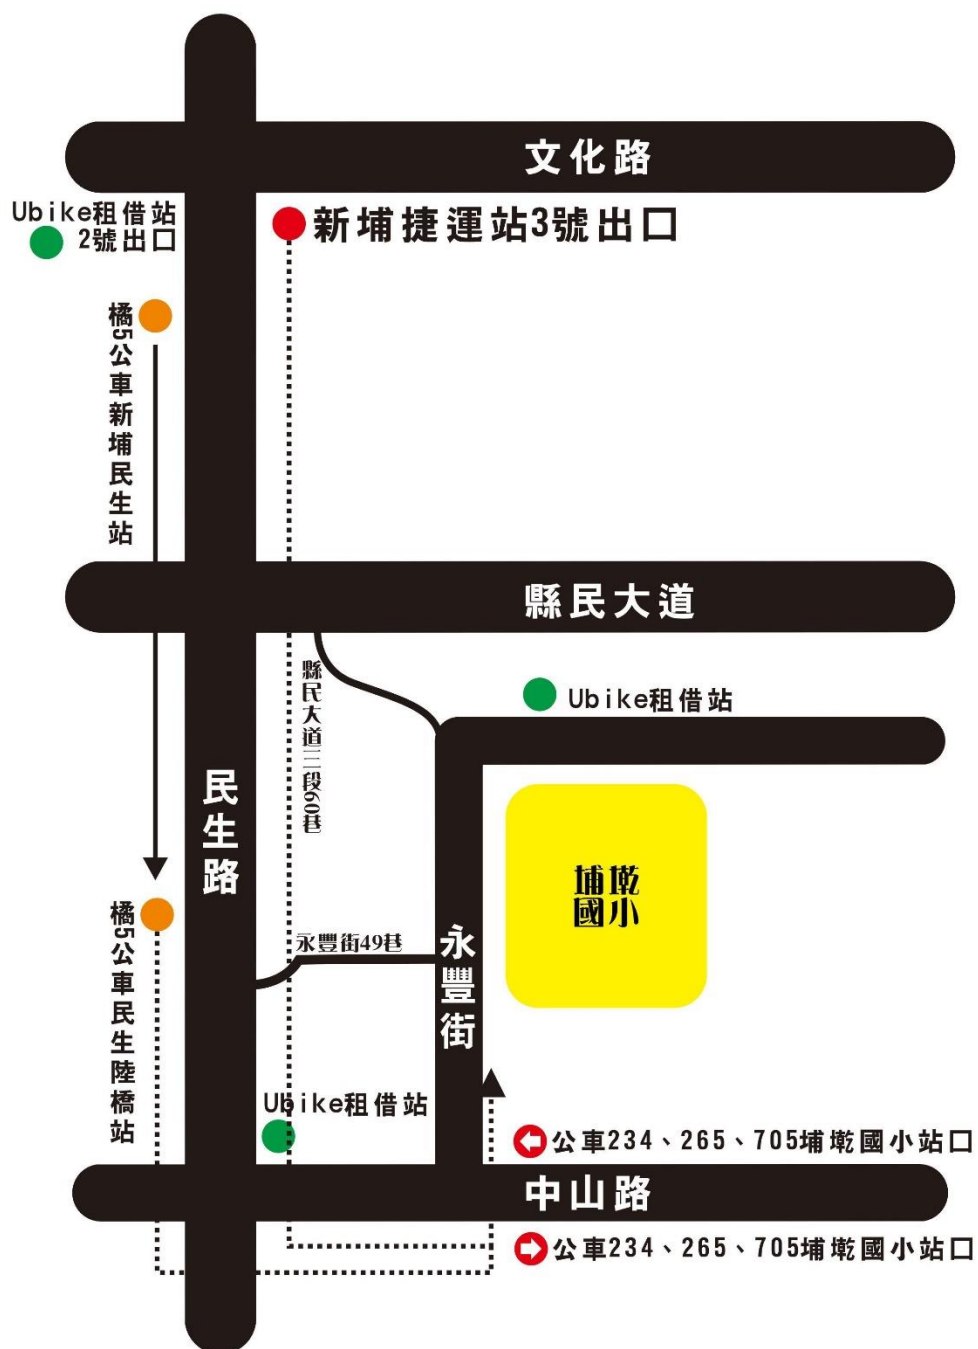 文化路
Ubike租借站
2號出口
新埔捷運站3號出口
橘5公車新埔民生站
縣民大道
縣民大道三段60巷
Ubike租借站
民生路
埔墘
國小
橘5公車民生陸橋站
永豐街49巷
永豐街
Ubike租借站
公車234、265、705埔墘國小站口
中山路
公車234、265、705埔墘國小站口